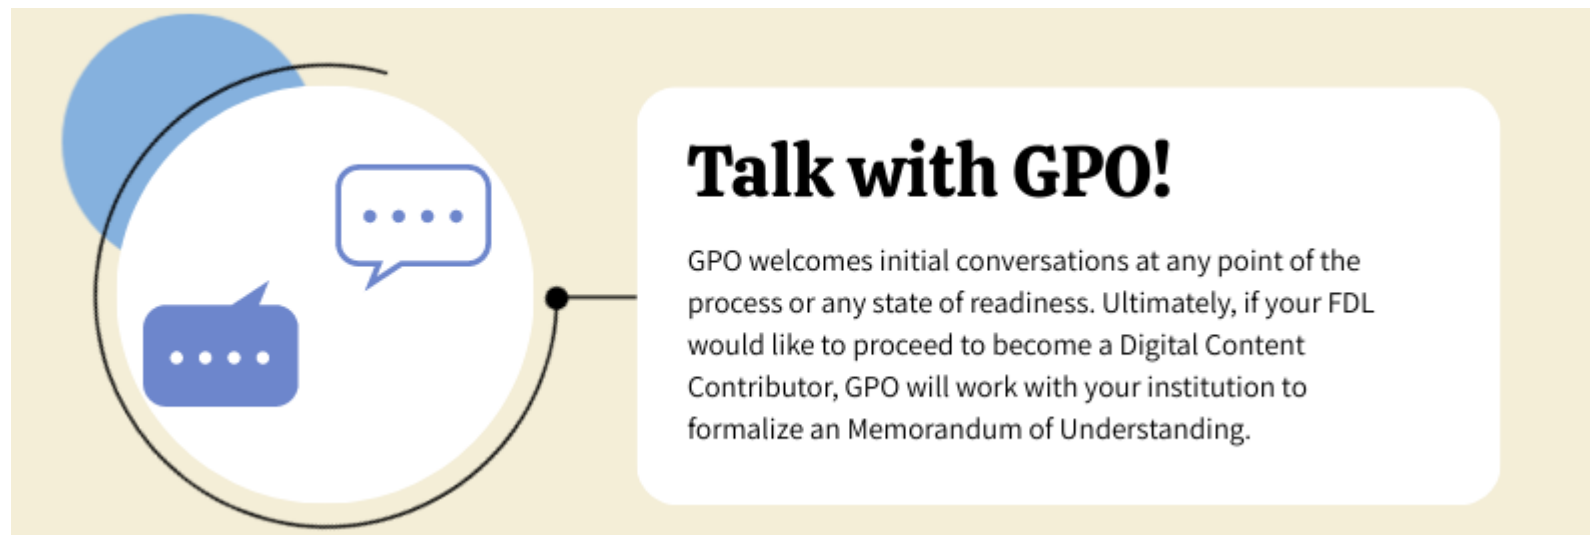 Talk with GPO!
GPO welcomes initial conversations at any point of the
process or any state of readiness. Ultimately, if your FDL
would like to proceed to become a Digital Content
Contributor, GPO will work with your institution to
formalize an Memorandum of Understanding.